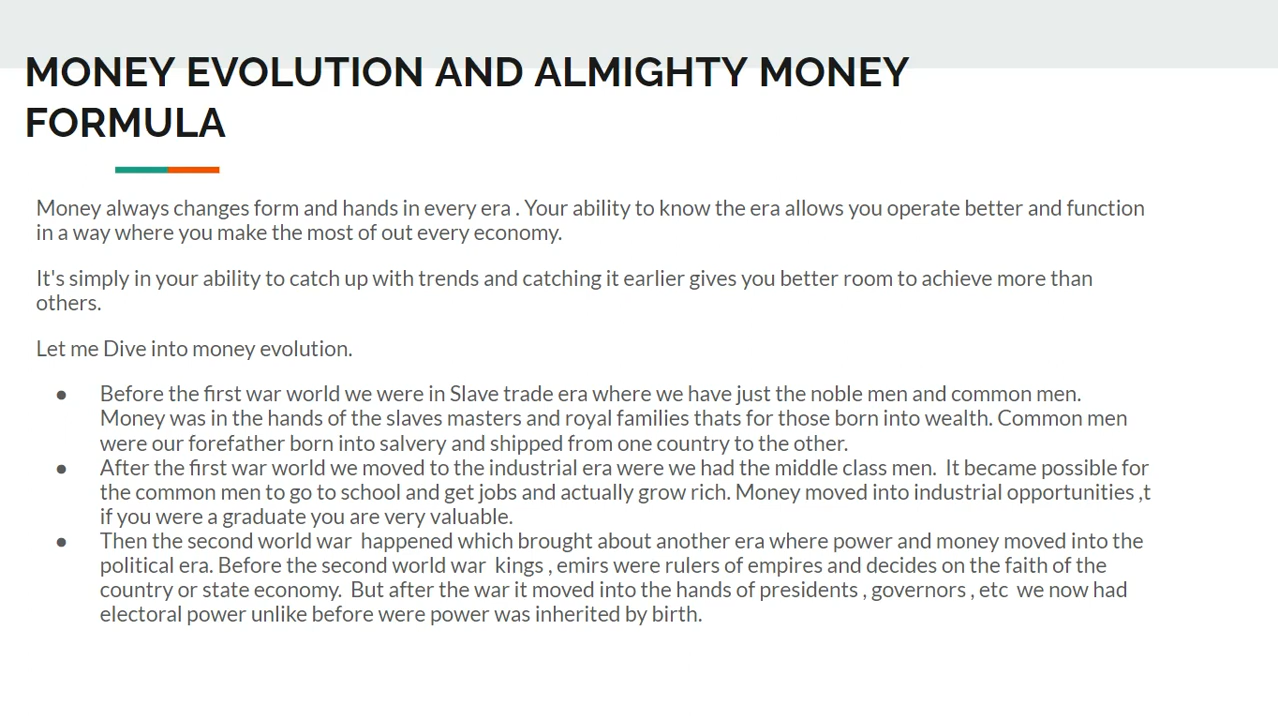 MONEY EVOLUTION AND ALMIGHTY MONEY
FORMULA
Money always changes form and hands in every era . Your ability to know the era allows you operate better and function
in a way where you make the most of out every economy.
It's simply in your ability to catch up with trends and catching it earlier gives you better room to achieve more than
others.
Let me Dive into money evolution.
● Before the first war world we were in Slave trade era where we have just the noble men and common men.
Money was in the hands of the slaves masters and royal families thats for those born into wealth. Common men
were our forefather born into salvery and shipped from one country to the other.
● After the first war world we moved to the industrial era were we had the middle class men.  It became possible for
the common men to go to school and get jobs and actually grow rich. Money moved into industrial opportunities ,t
if you were a graduate you are very valuable.
● Then the second world war  happened which brought about another era where power and money moved into the
political era. Before the second world war  kings , emirs were rulers of empires and decides on the faith of the
country or state economy.  But after the war it moved into the hands of presidents , governors , etc  we now had
electoral power unlike before were power was inherited by birth.